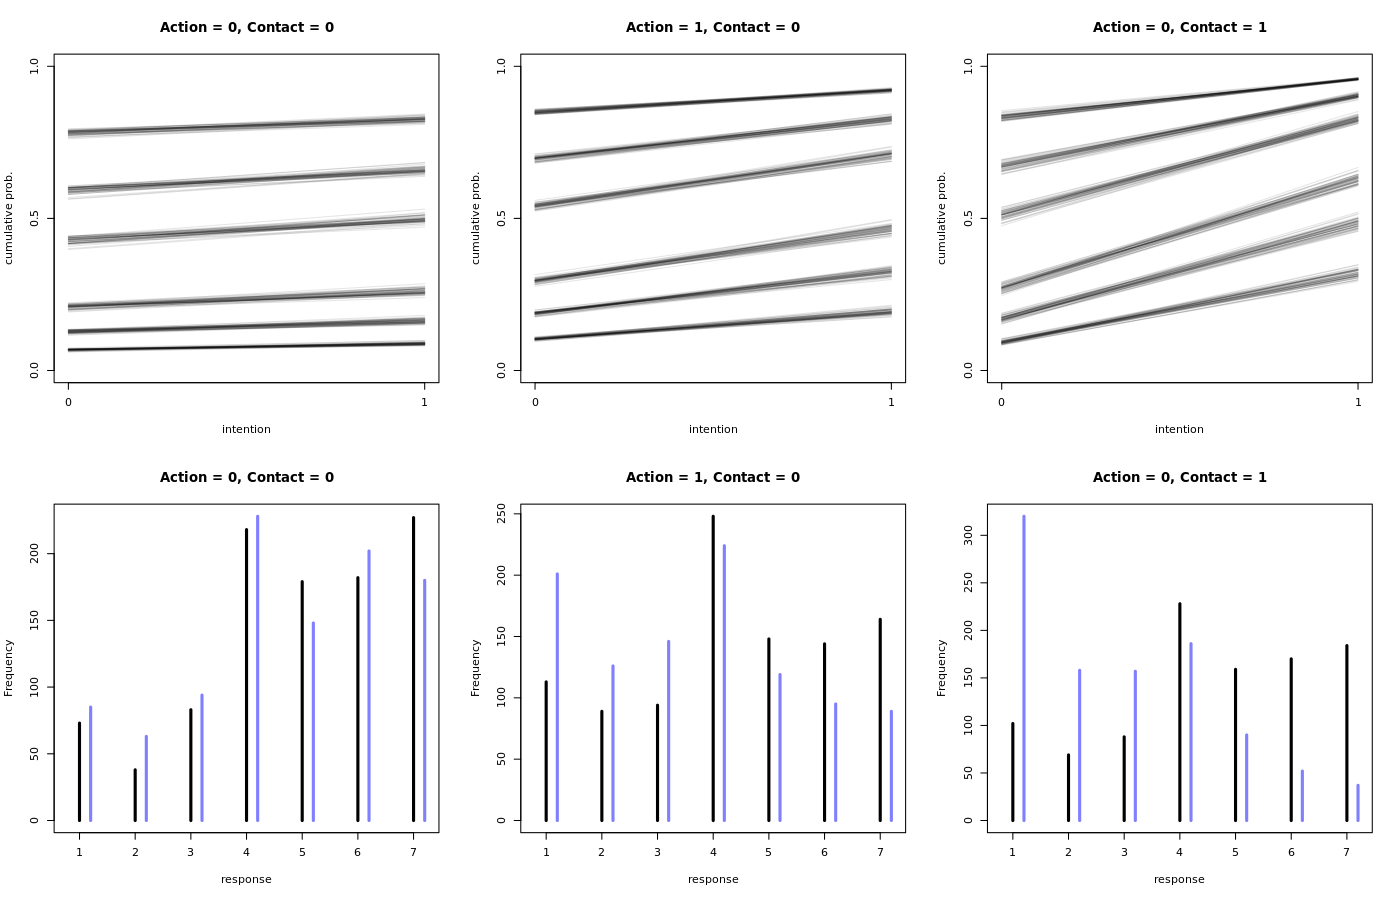 Action = 0, Contact = 0
cumulative prob.
1.0
0.5
0.0
0 1
intention
Action = 1, Contact = 0
cumulative prob.
1.0
0.5
0.0
0 1
intention
Action = 0, Contact = 1
cumulative prob.
1.0
0.5
0.0
0 1
intention
Action = 0, Contact = 0
Frequency
200
150
100
50
0
1 2 3 4 5 6 7
response
Action = 1, Contact = 0
Frequency
250
200
150
100
50
0
1 2 3 4 5 6 7
response
Action = 0, Contact = 1
Frequency
300
250
200
150
100
50
0
1 2 3 4 5 6 7
response